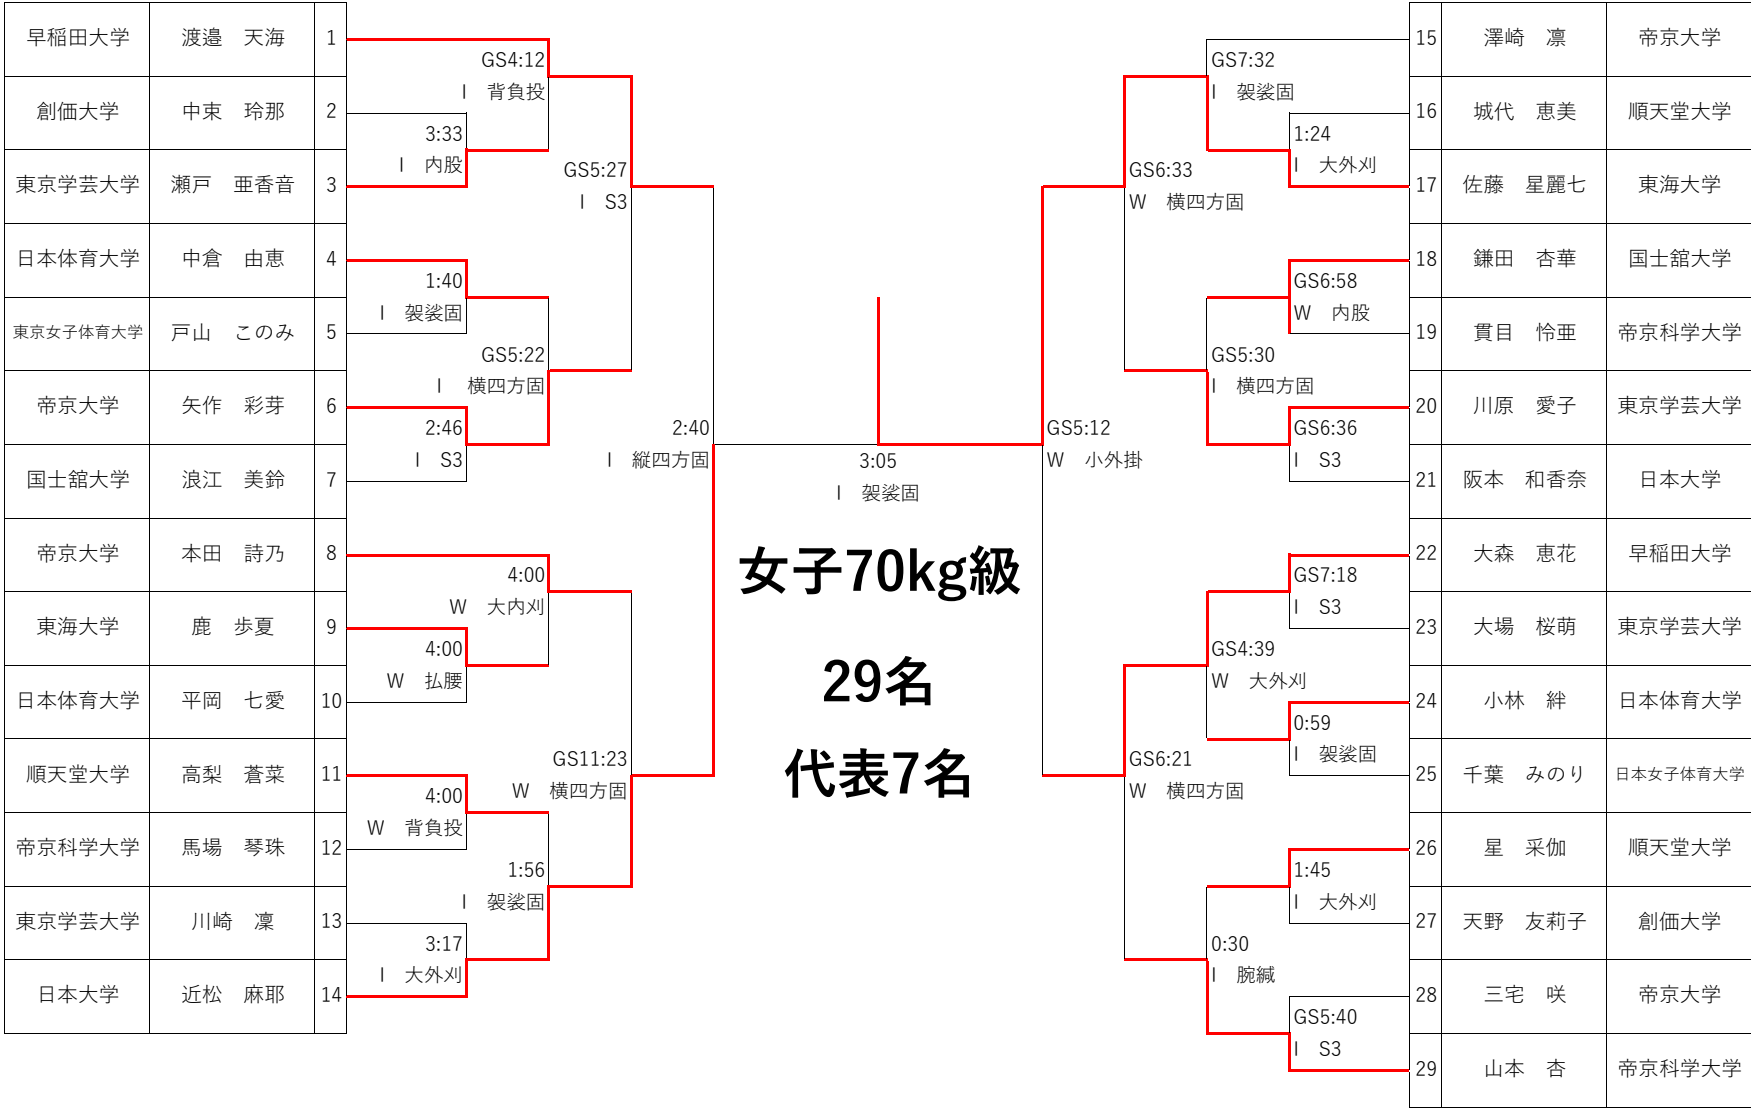 早稲田大学 渡邉 天海 1
創価大学 中束 玲那 2
東京学芸大学 瀬戸 亜香音 3
日本体育大学 中倉 由恵 4
東京女子体育大学 戸山 このみ 5
帝京大学 矢作 彩芽 6
国士舘大学 浪江 美鈴 7
帝京大学 本田 詩乃 8
東海大学 鹿 歩夏 9
日本体育大学 平岡 七愛 10
順天堂大学 高梨 蒼菜 11
帝京科学大学 馬場 琴珠 12
東京学芸大学 川崎 凜 13
日本大学 近松 麻耶 14
GS4:12
I 背負投
3:33
I 内股
1:40
I 袈裟固
GS5:22
I 横四方固
2:46
I S3
4:00
W 大内刈
4:00
W 払腰
4:00
W 背負投
1:56
I 袈裟固
3:17
I 大外刈
GS5:27
I S3
GS11:23
W 横四方固
2:40
I 縦四方固
3:05
I 袈裟固
女子70kg級
29名
代表7名
GS5:12
W 小外掛
GS6:33
W 横四方固
GS6:21
W 横四方固
GS7:32
I 袈裟固
1:24
I 大外刈
GS6:58
W 内股
GS5:30
I 横四方固
GS6:36
I S3
GS7:18
I S3
GS4:39
W 大外刈
0:59
I 袈裟固
1:45
I 大外刈
0:30
I 腕緘
GS5:40
I S3
15 澤崎 凛 帝京大学
16 城代 恵美 順天堂大学
17 佐藤 星麗七 東海大学
18 鎌田 杏華 国士舘大学
19 貫目 怜亜 帝京科学大学
20 川原 愛子 東京学芸大学
21 阪本 和香奈 日本大学
22 大森 恵花 早稲田大学
23 大場 桜萌 東京学芸大学
24 小林 絆 日本体育大学
25 千葉 みのり 日本女子体育大学
26 星 采伽 順天堂大学
27 天野 友莉子 創価大学
28 三宅 咲 帝京大学
29 山本 杏 帝京科学大学